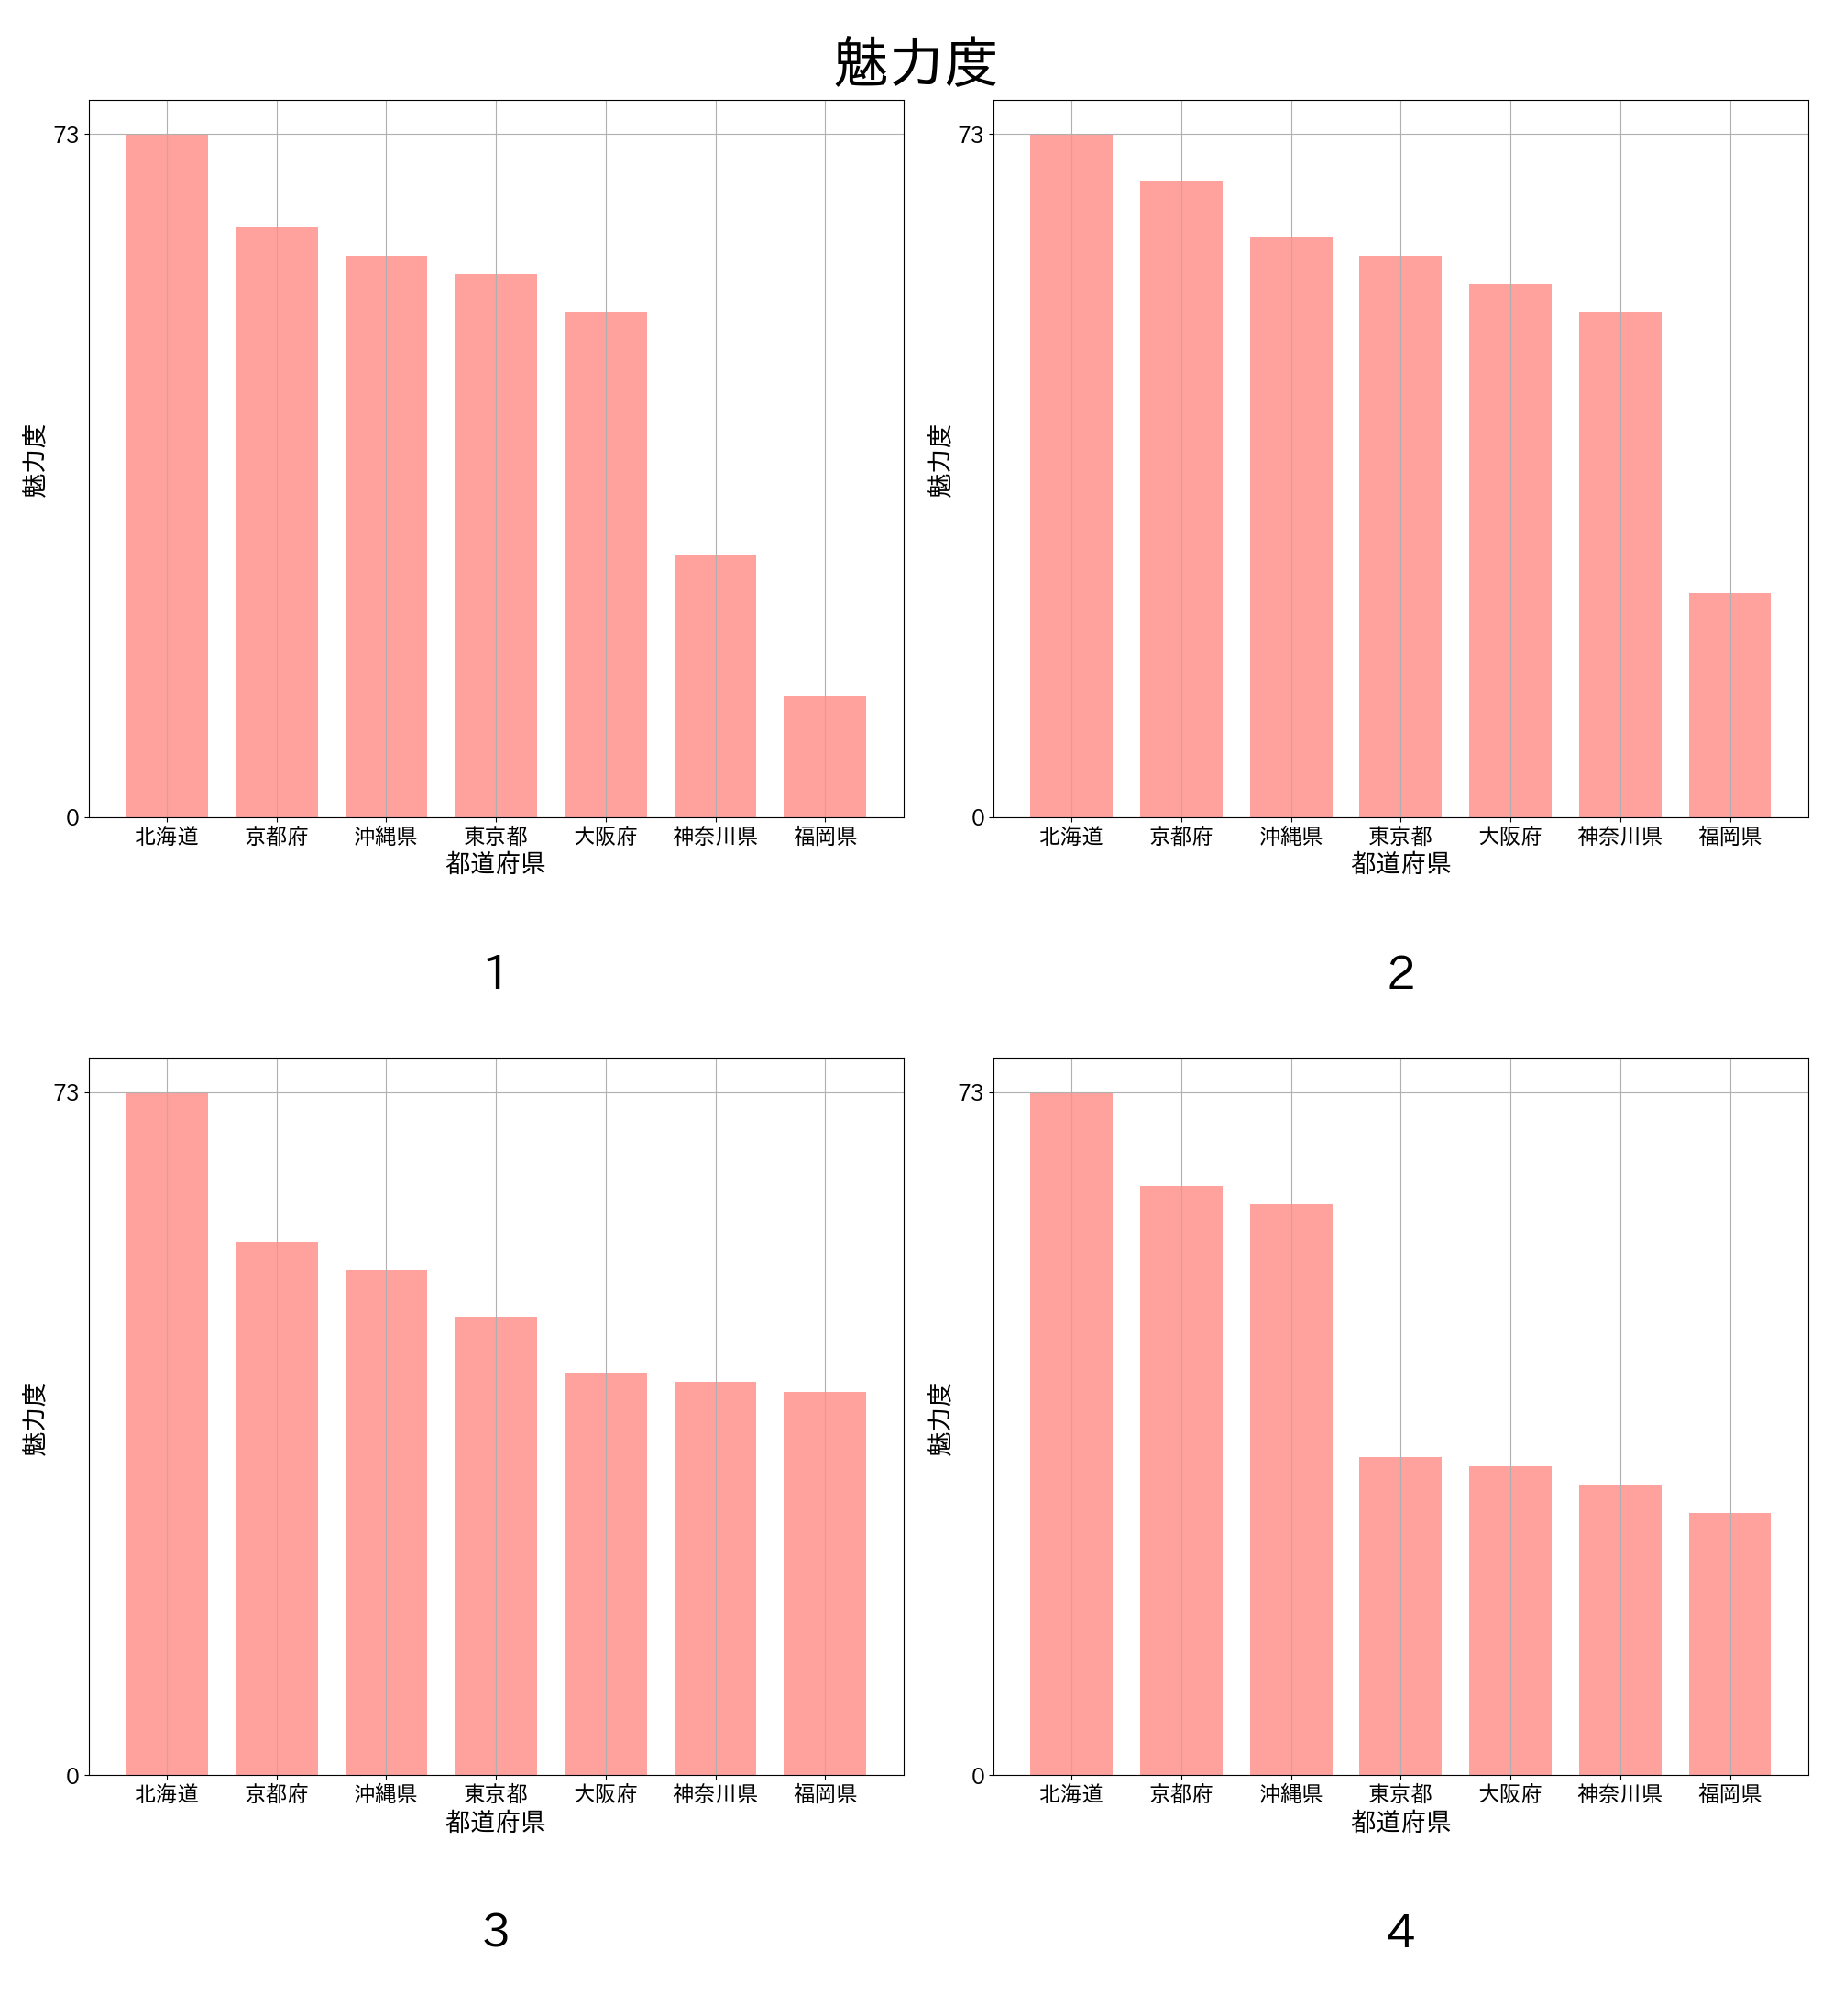 魅力度
73
0
魅力度
北海道 京都府 沖縄県 東京都 大阪府 神奈川県 福岡県
都道府県
1
73
0
魅力度
北海道 京都府 沖縄県 東京都 大阪府 神奈川県 福岡県
都道府県
2
73
0
魅力度
北海道 京都府 沖縄県 東京都 大阪府 神奈川県 福岡県
都道府県
3
73
0
魅力度
北海道 京都府 沖縄県 東京都 大阪府 神奈川県 福岡県
都道府県
4